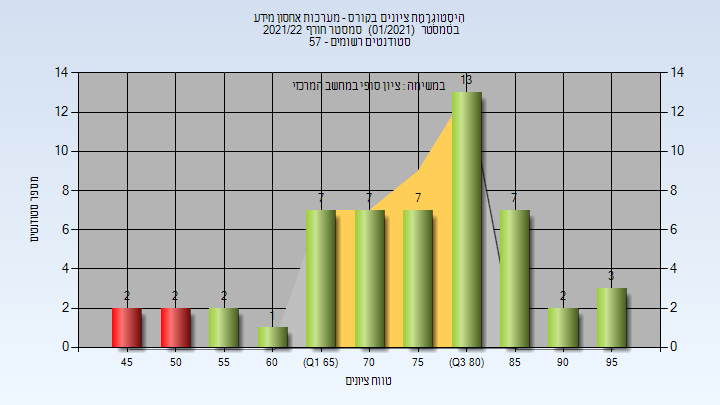 היסטוגרמת ציונים בקורס - מערכות אחסון מידע
בסמסטר (01/2021) סמסטר חורף 2021/22
סטודנטים רשומים - 57
במשימה : ציון סופי במחשב המרכזי
14 14
12 12
10 10
8 8
6 6
4 4
2 2
0 0
מספר סטודנטים
2 2 2 1 7 7 7 13 7 2 3
45 50 55 60 (Q1 65) 70 75 (Q3 80) 85 90 95
טווח ציונים